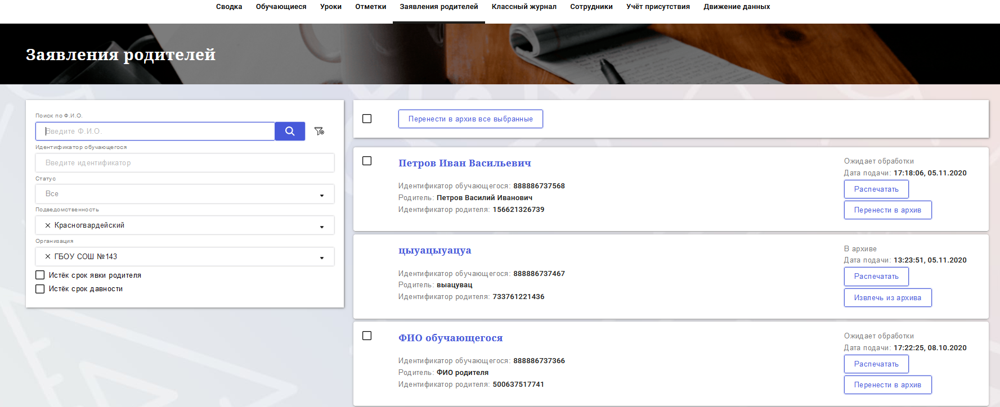 Сводка Обучающиеся Уроки Отметки Заявления родителей Классный журнал Сотрудники Учёт присутствия Движение данных
Заявления родителей
Поиск по Ф.И.О.
Введите Ф.И.О.
Идентификатор обучающегося
Введите идентификатор
Статус
Все
Подведомственность
× Красногвардейский
Организация
× ГБОУ СОШ №143
Истёк срок явки родителя
Истёк срок давности
Перенести в архив все выбранные
Петров Иван Васильевич
Идентификатор обучающегося: 888886737568
Родитель: Петров Василий Иванович
Идентификатор родителя: 156621326739
Ожидает обработки
Дата подачи: 17:18:06, 05.11.2020
Распечатать
Перенести в архив
цыуацыуацуа
Идентификатор обучающегося: 888886737467
Родитель: выацувац
Идентификатор родителя: 733761221436
В архиве
Дата подачи: 13:23:51, 05.11.2020
Распечатать
Извлечь из архива
ФИО обучающегося
Идентификатор обучающегося: 888886737366
Родитель: ФИО родителя
Идентификатор родителя: 500637517741
Ожидает обработки
Дата подачи: 17:22:25, 08.10.2020
Распечатать
Перенести в архив